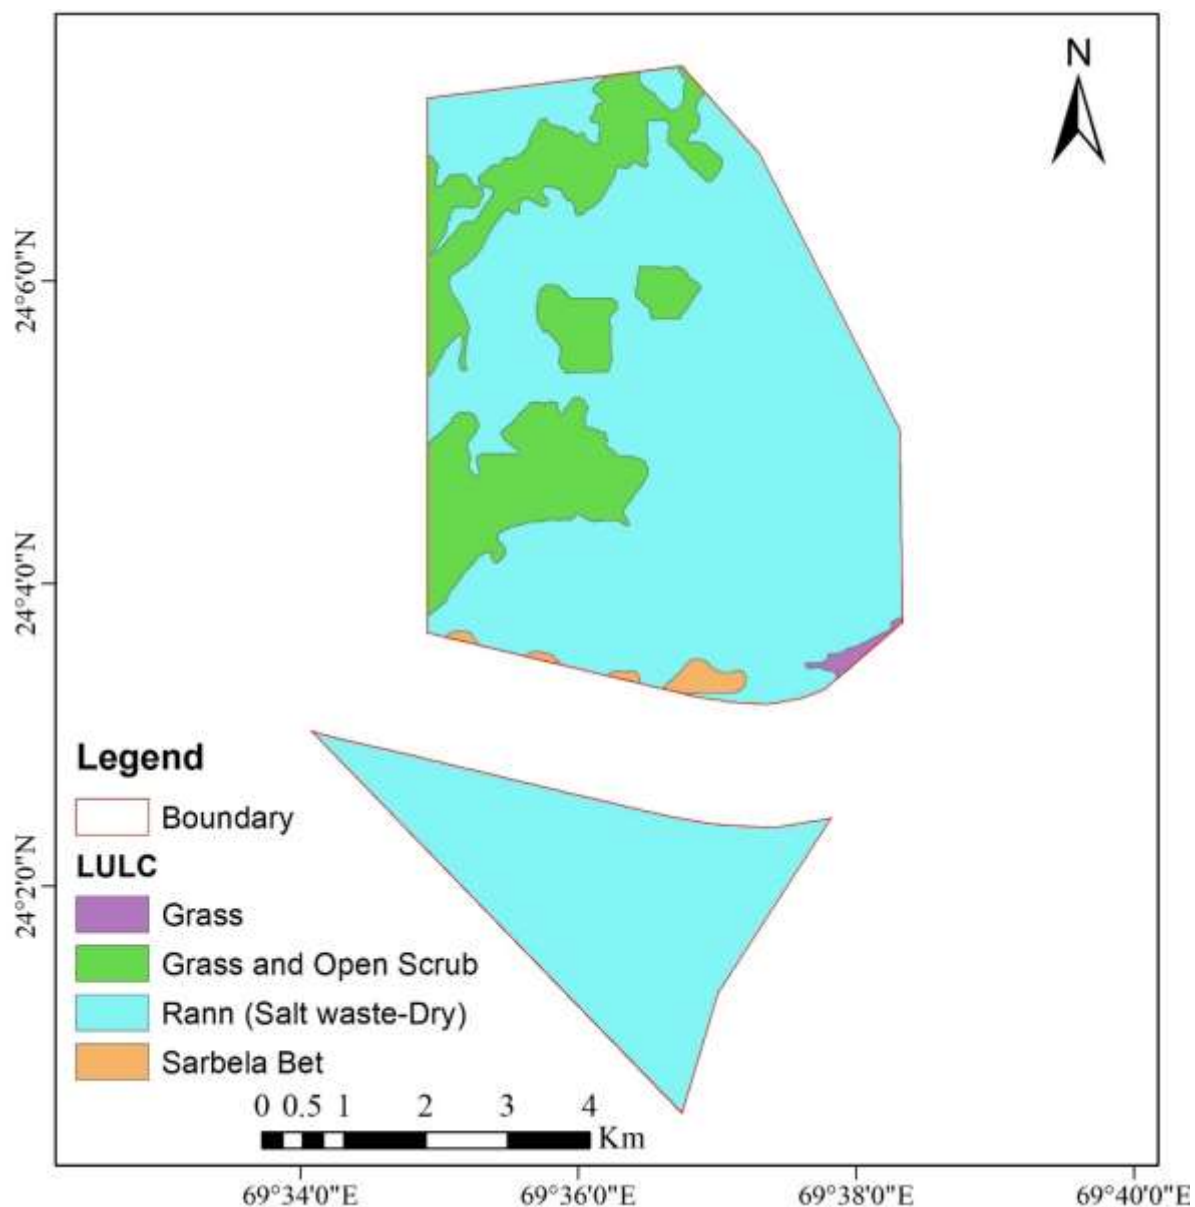 N
24°6'0"N
24°4'0"N
24°2'0"N
Legend
Boundary
LULC
Grass
Grass and Open Scrub
Rann (Salt waste-Dry)
Sarbela Bet
0 0.5 1 2 3 4
Km
69°34'0"E 69°36'0"E 69°38'0"E 69°40'0"E